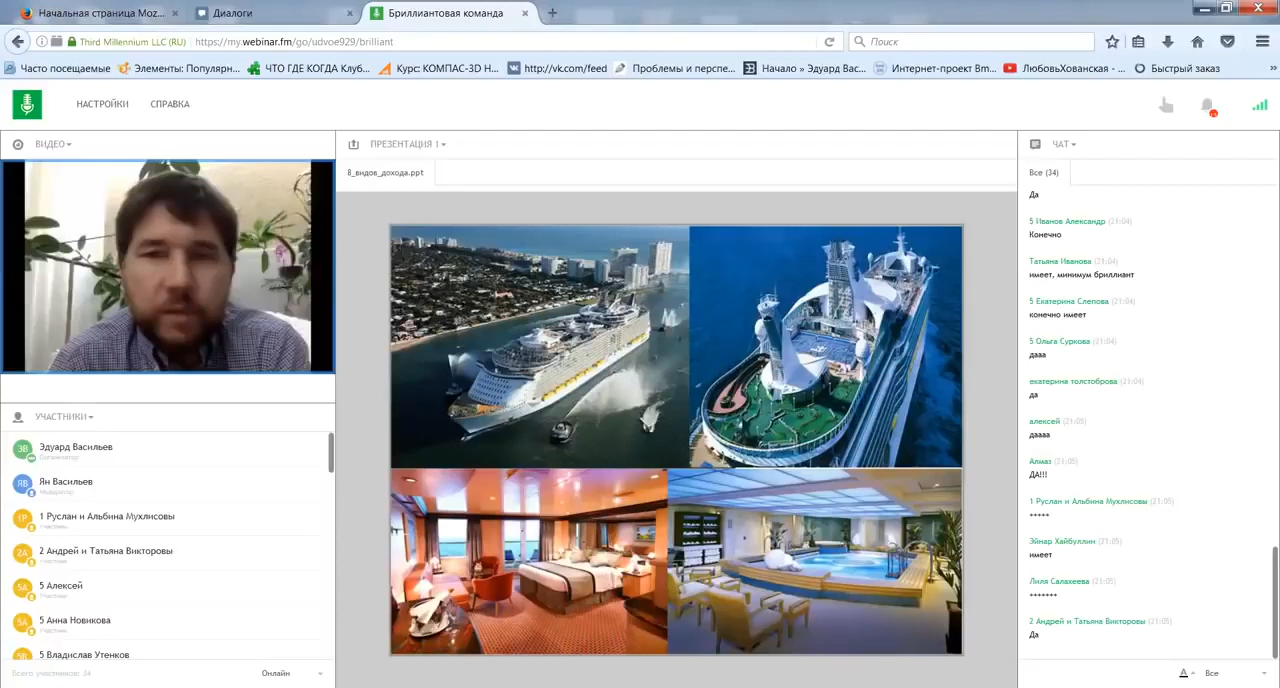 Начальная страница Moz...
Диалоги
Бриллиантовая команда
Third Millennium LLC (RU)
https://my.webinar.fm/go/udvoe929/brilliant
Поиск
Часто посещаемые
Элементы: Популярн...
ЧТО ГДЕ КОГДА Клуб...
Курс: КОМПАС-3D Н...
http://vk.com/feed
Проблемы и перспе...
Начало » Эдуард Вас...
Интернет-проект Вm...
ЛюбовьХованская - ...
Быстрый заказ
НАСТРОЙКИ
СПРАВКА
ВИДЕО
УЧАСТНИКИ
ЭВ
Эдуард Васильев
Организатор
ЯВ
Ян Васильев
Модератор
1 Руслан и Альбина Мухлисовы
Участник
2А
2 Андрей и Татьяна Викторовы
Участник
5А
5 Алексей
Участник
5А
5 Анна Новикова
Участник
5В
5 Владислав Утенков
Всего участников: 34
Онлайн
ПРЕЗЕНТАЦИЯ 1
8_видов_дохода.ppt
ЧАТ
Все (34)
Да
5 Иванов Александр (21:04)
Конечно
Татьяна Иванова (21:04)
имеет, минимум бриллиант
5 Екатерина Слепова (21:04)
конечно имеет
5 Ольга Суркова (21:04)
дааа
екатерина толстоброва (21:04)
да
алексей (21:05)
даааа
Алмаз (21:05)
ДА!!!
1 Руслан и Альбина Мухлисовы (21:05)
+++++
Эйнар Хайбуллин (21:05)
имеет
Лиля Салахеева (21:05)
+++++++
2 Андрей и Татьяна Викторовы (21:05)
Да
А
Все